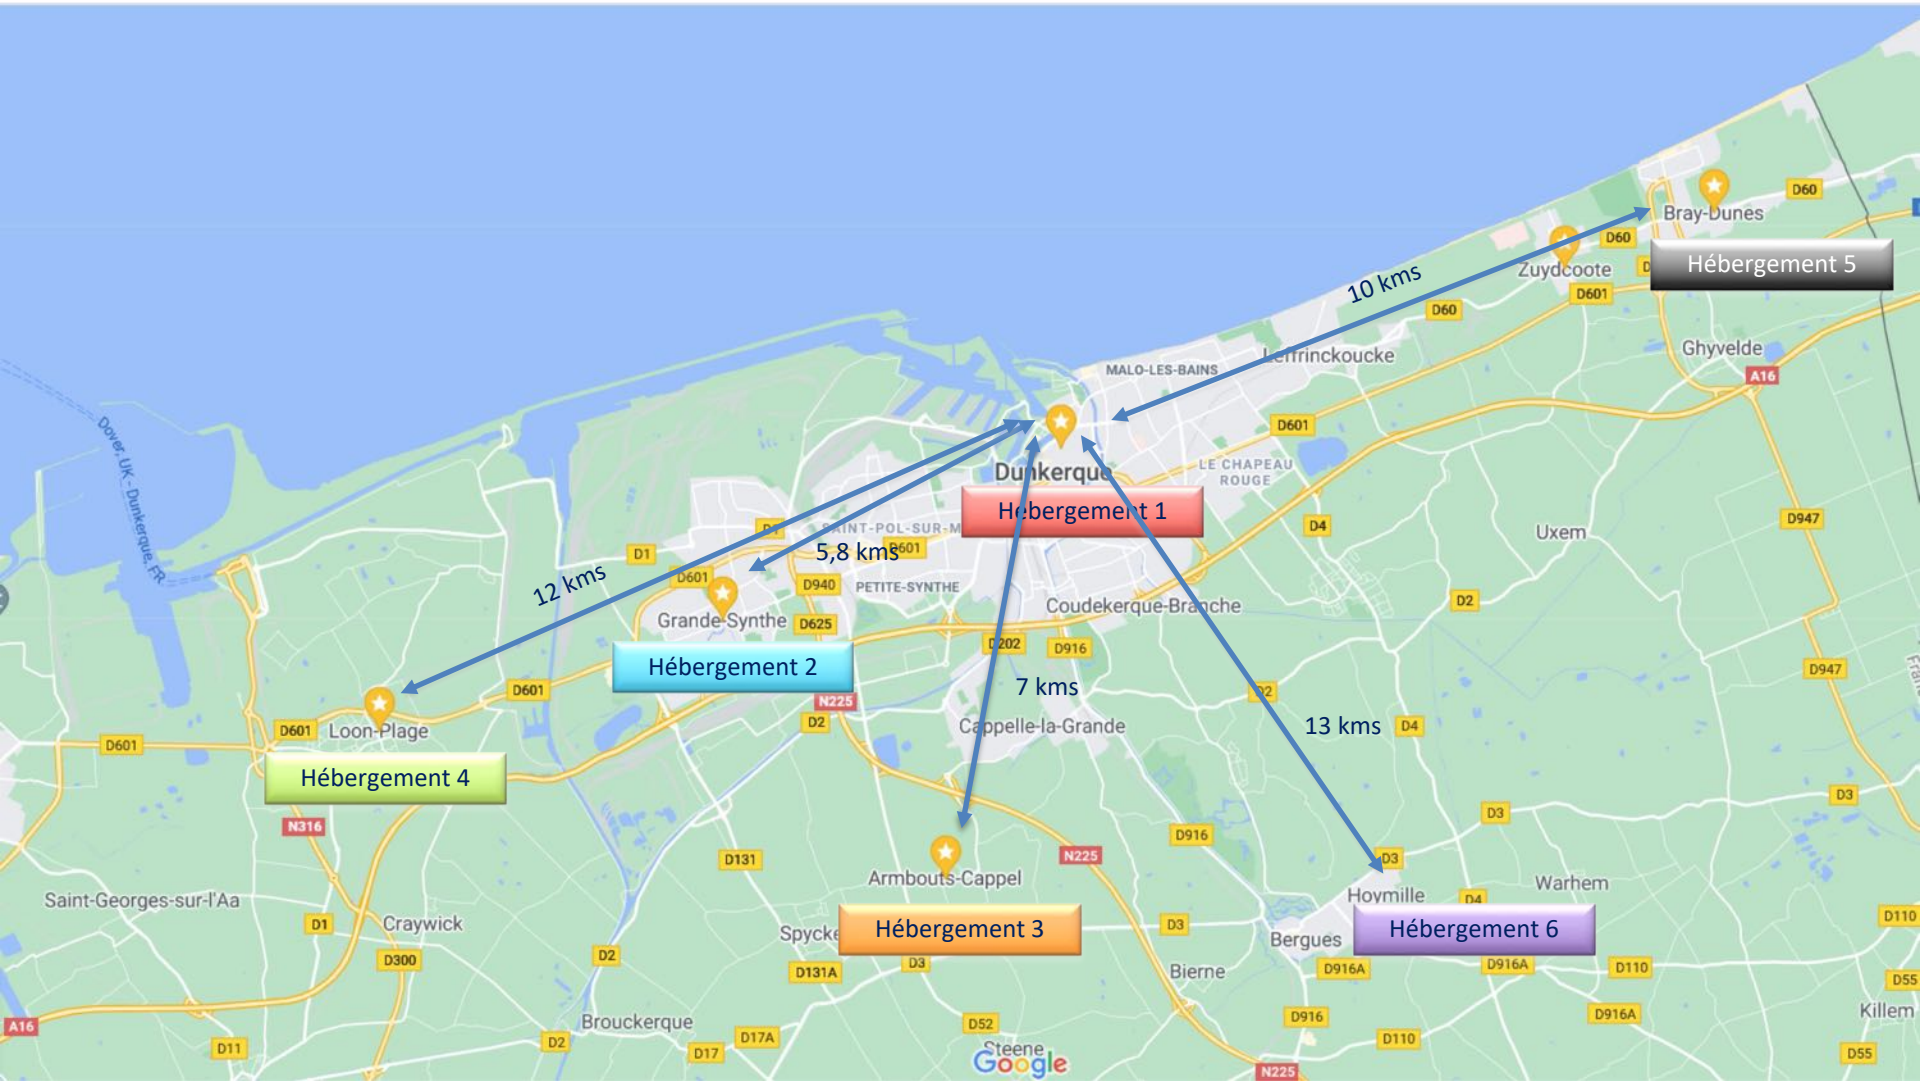 D60
Bray-Dunes
D60
Hébergement 5
Zuydcoote
D601
10 kms
D60
Ghyvelde
Leffrinckoucke
MALO-LES-BAINS
A16
Dover, UK - Dunkerque, FR
D601
Dunkerque
LE CHAPEAU
ROUGE
Hébergement 1
D4
Uxem
D947
SAINT-POL-SUR-M
D1
D1
5,8 kms
D601
12 kms
D601
D940
PETITE-SYNTHE
Coudekerque-Branche
D2
Grande-Synthe
D625
D202
D916
Hébergement 2
D947
7 kms
D601
N225
D2
D2
Cappelle-la-Grande
13 kms
D4
D601
D601
Loon-Plage
Hébergement 4
D3
D3
N316
D916
D131
N225
D3
Armbouts-Cappel
Hoymille
Warhem
Saint-Georges-sur-l'Aa
D4
D1
Craywick
Spycke
Hébergement 3
D3
Bergues
Hébergement 6
D110
D2
D300
D131A
D3
Bierne
D916A
D916A
D110
D55
Killem
A16
Brouckerque
D52
D916
D916A
D11
D2
D17
D17A
Steene
Google
D110
D55
N225